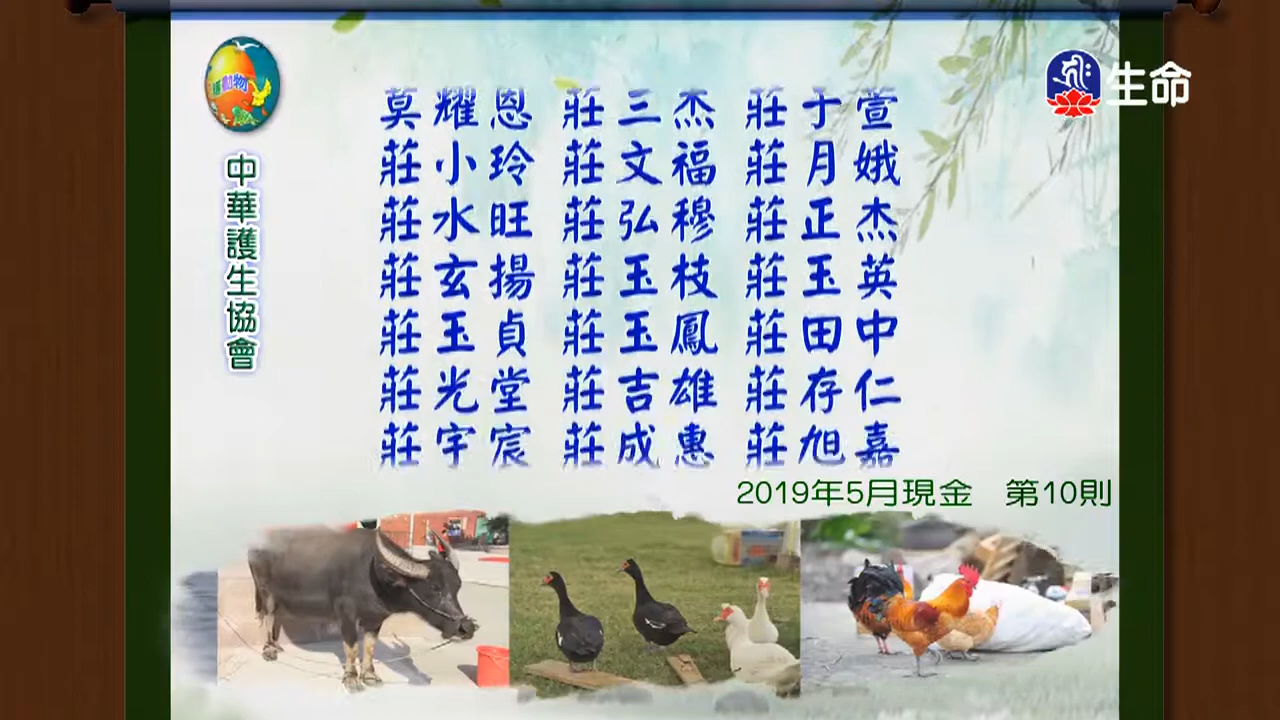 護動物
生命
中華護生協會
莫耀恩 莊三杰 莊于萱
莊小玲 莊文福 莊月娥
莊水旺 莊弘穆 莊正杰
莊玄揚 莊玉枝 莊玉英
莊玉貞 莊玉鳳 莊田中
莊光堂 莊吉雄 莊存仁
莊宇宸 莊成惠 莊旭嘉
2019年5月現金 第10則